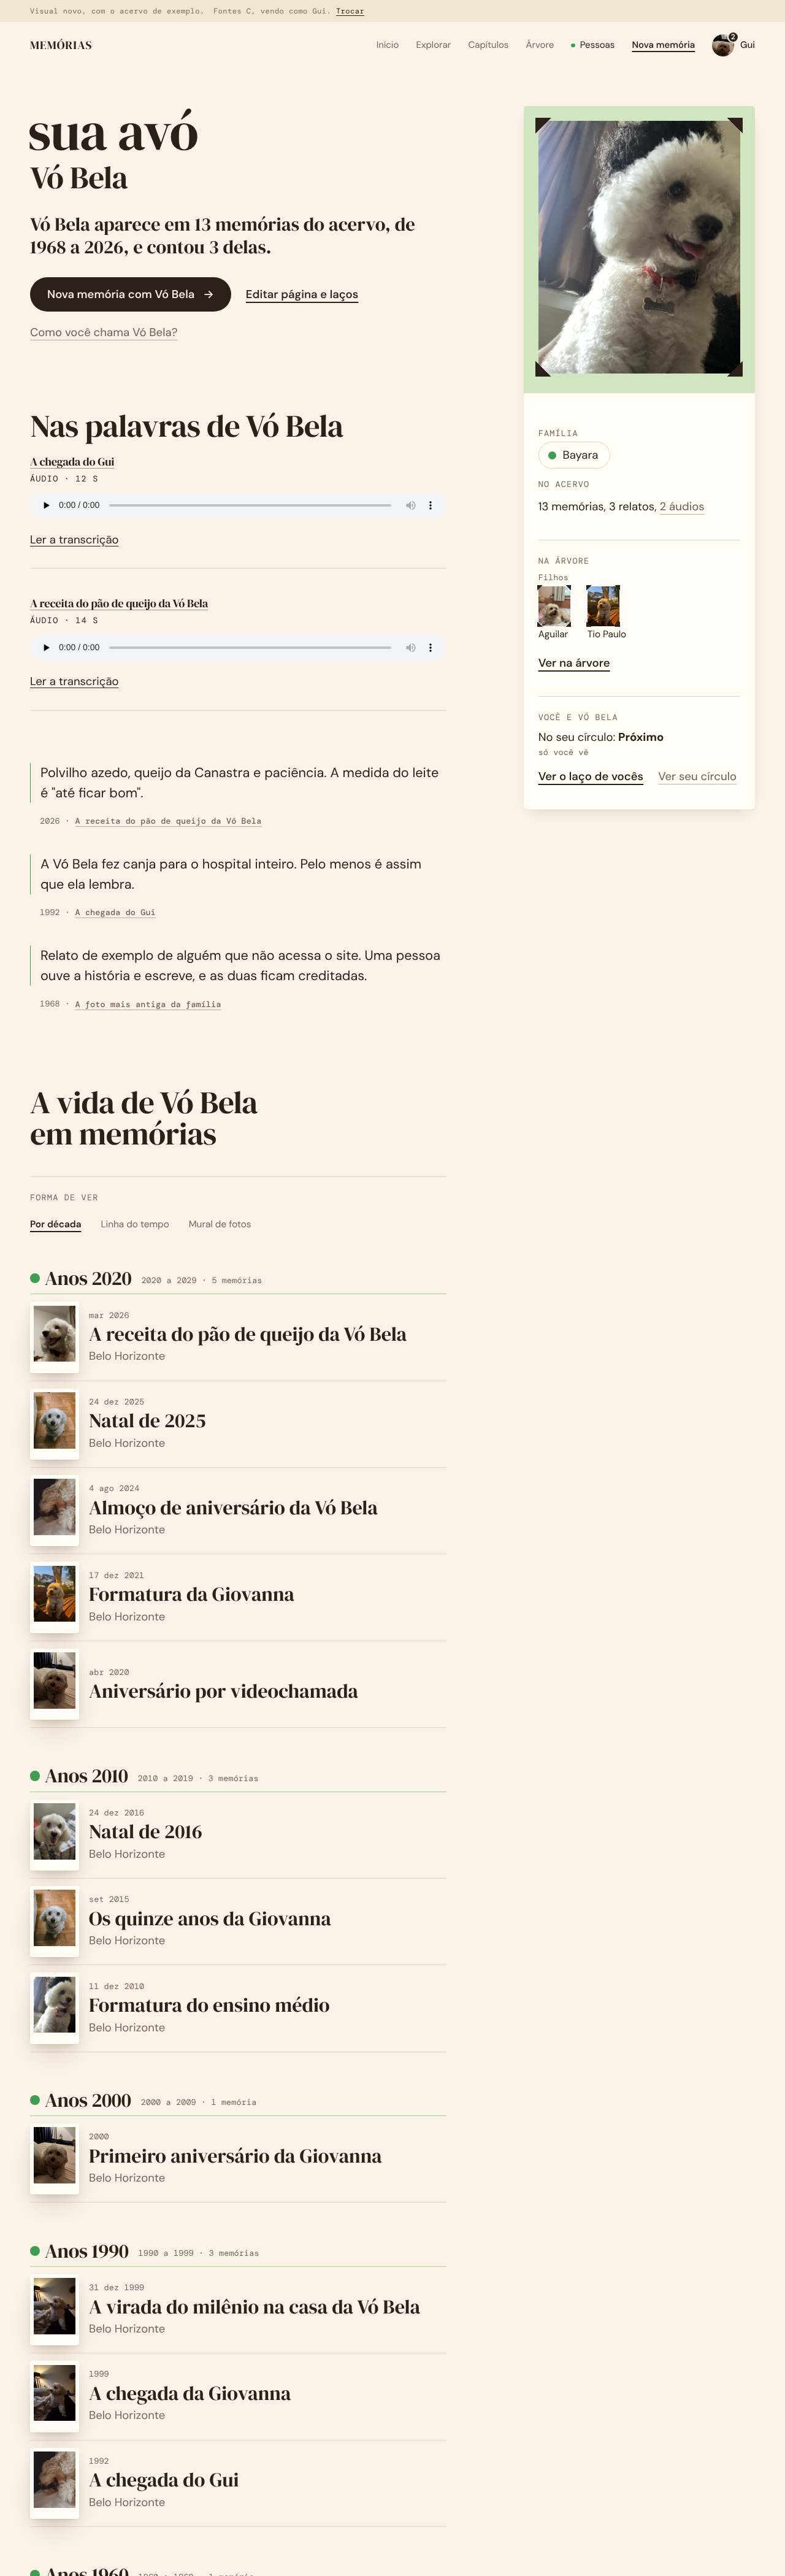 Visual novo, com o acervo de exemplo. Fontes C, vendo como Gui. Trocar
MEMÓRIAS
Início
Explorar
Capítulos
Árvore
Pessoas
Nova memória
2
Gui
sua avó
Vó Bela
Vó Bela aparece em 13 memórias do acervo, de
1968 a 2026, e contou 3 delas.
Nova memória com Vó Bela →
Editar página e laços
Como você chama Vó Bela?
Nas palavras de Vó Bela
A chegada do Gui
ÁUDIO · 12 S
0:00 / 0:00
Ler a transcrição
A receita do pão de queijo da Vó Bela
ÁUDIO · 14 S
0:00 / 0:00
Ler a transcrição
Polvilho azedo, queijo da Canastra e paciência. A medida do leite
é "até ficar bom".
2026 · A receita do pão de queijo da Vó Bela
A Vó Bela fez canja para o hospital inteiro. Pelo menos é assim
que ela lembra.
1992 · A chegada do Gui
Relato de exemplo de alguém que não acessa o site. Uma pessoa
ouve a história e escreve, e as duas ficam creditadas.
1968 · A foto mais antiga da família
FAMÍLIA
Bayara
NO ACERVO
13 memórias, 3 relatos, 2 áudios
NA ÁRVORE
Filhos
Aguilar
Tio Paulo
Ver na árvore
VOCÊ E VÓ BELA
No seu círculo: Próximo
só você vê
Ver o laço de vocês
Ver seu círculo
A vida de Vó Bela
em memórias
FORMA DE VER
Por década
Linha do tempo
Mural de fotos
Anos 2020 2020 a 2029 · 5 memórias
mar 2026
A receita do pão de queijo da Vó Bela
Belo Horizonte
24 dez 2025
Natal de 2025
Belo Horizonte
4 ago 2024
Almoço de aniversário da Vó Bela
Belo Horizonte
17 dez 2021
Formatura da Giovanna
Belo Horizonte
abr 2020
Aniversário por videochamada
Anos 2010 2010 a 2019 · 3 memórias
24 dez 2016
Natal de 2016
Belo Horizonte
set 2015
Os quinze anos da Giovanna
Belo Horizonte
11 dez 2010
Formatura do ensino médio
Belo Horizonte
Anos 2000 2000 a 2009 · 1 memória
2000
Primeiro aniversário da Giovanna
Belo Horizonte
Anos 1990 1990 a 1999 · 3 memórias
31 dez 1999
A virada do milênio na casa da Vó Bela
Belo Horizonte
1999
A chegada da Giovanna
Belo Horizonte
1992
A chegada do Gui
Belo Horizonte
Anos 1960